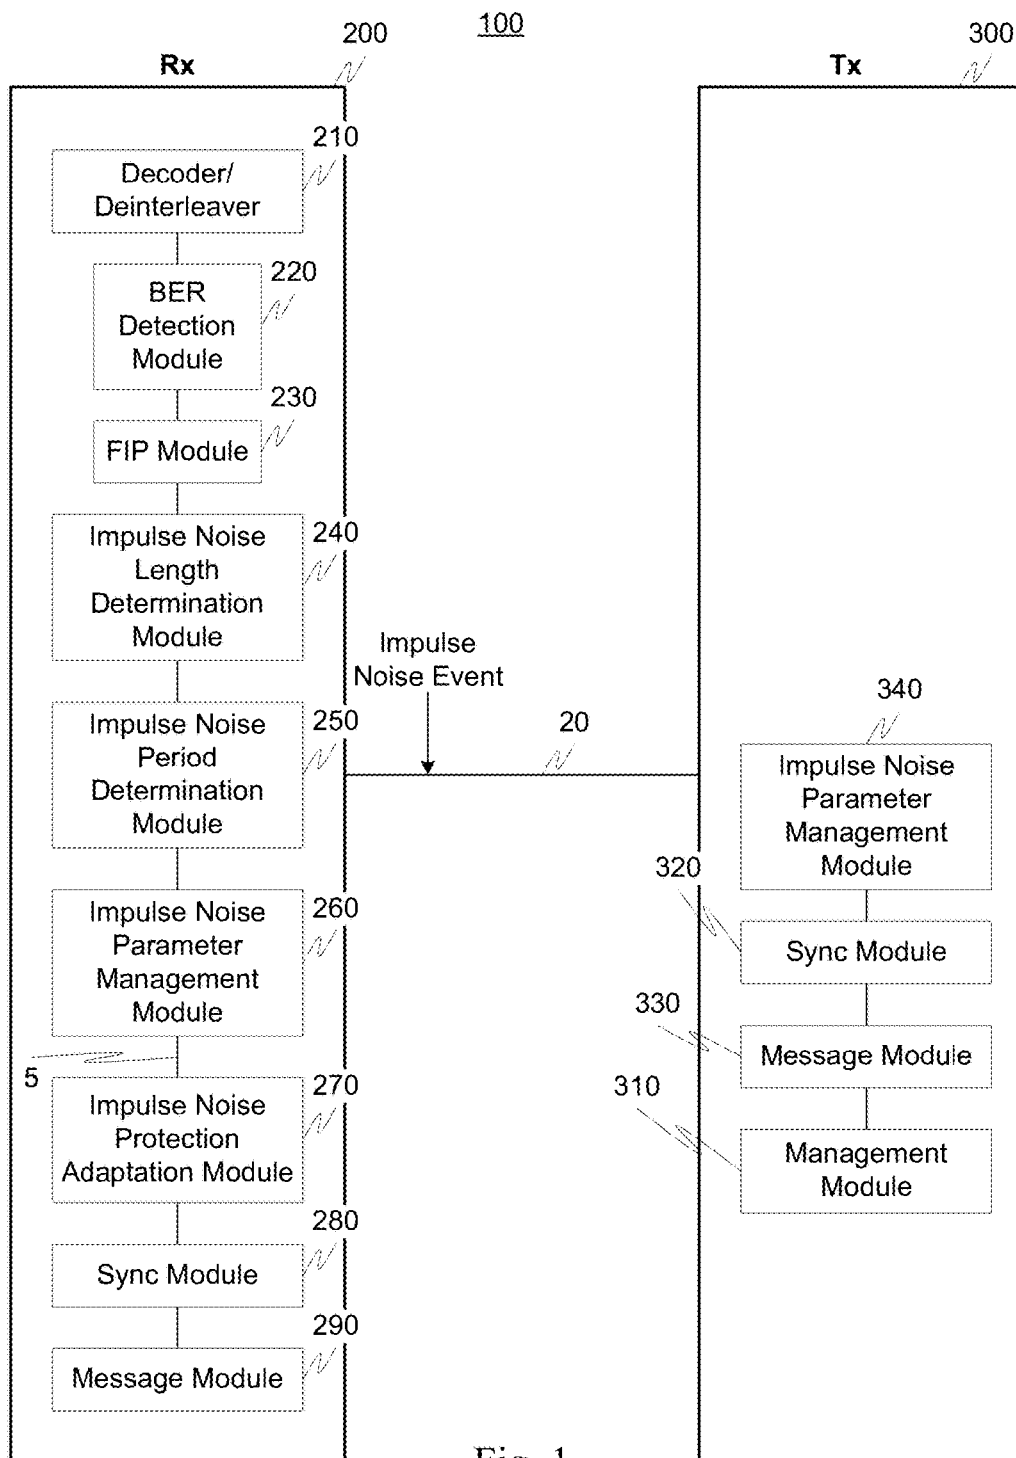 100
200
300
Rx
Tx
210
Decoder/
Deinterleaver
220
BER
Detection
Module
230
FIP Module
240
Impulse Noise
Length
Determination
Module
Impulse
Noise Event
250
Impulse Noise
Period
Determination
Module
20
340
Impulse Noise
Parameter
Management
Module
260
Impulse Noise
Parameter
Management
Module
320
Sync Module
5
330
Message Module
270
Impulse Noise
Protection
Adaptation Module
310
Management
Module
280
Sync Module
290
Message Module
Fig. 1